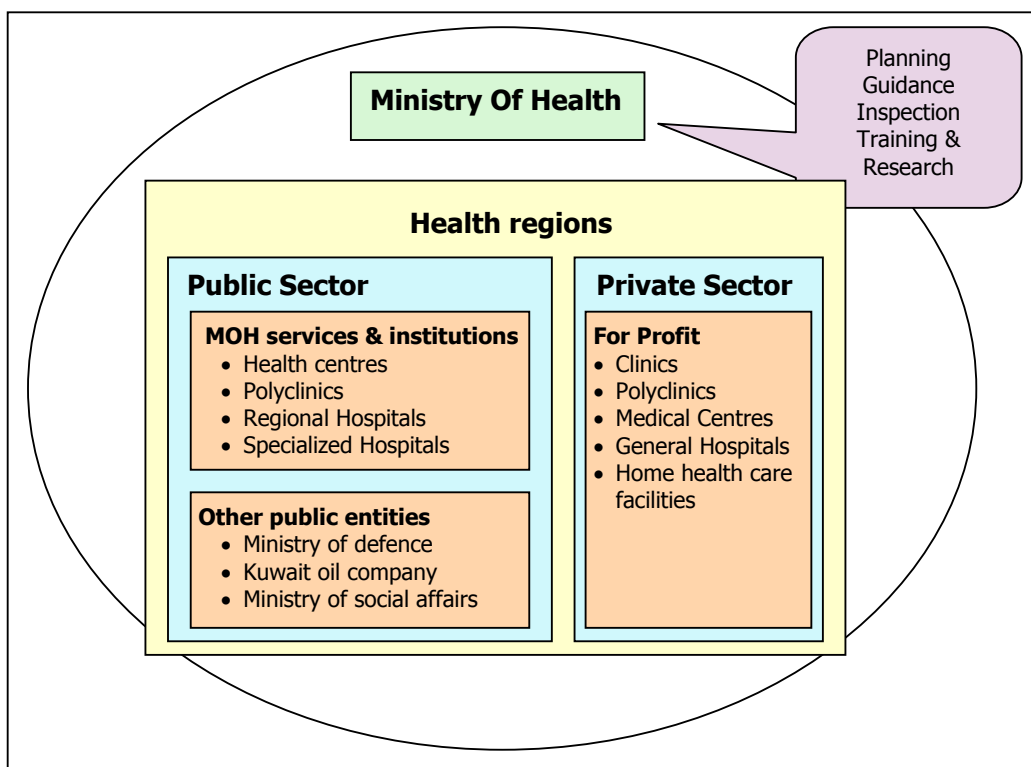 Planning
Guidance
Inspection
Training &
Research
Ministry Of Health
Health regions
Public Sector
MOH services & institutions
• Health centres
• Polyclinics
• Regional Hospitals
• Specialized Hospitals
Other public entities
• Ministry of defence
• Kuwait oil company
• Ministry of social affairs
Private Sector
For Profit
• Clinics
• Polyclinics
• Medical Centres
• General Hospitals
• Home health care
facilities